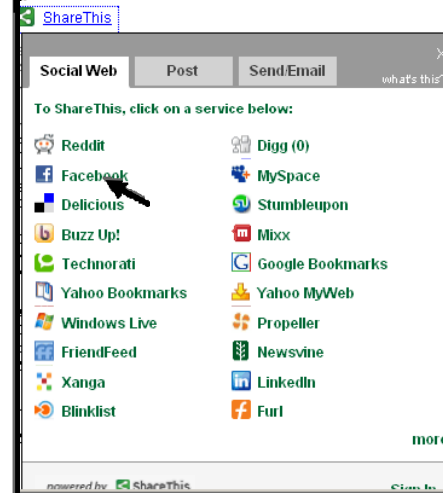 ShareThis
X
Social Web Post Send/Email
what's this?
To ShareThis, click on a service below:
Reddit Digg (0)
Facebook MySpace
Delicious Stumbleupon
Buzz Up! Mixx
Technorati Google Bookmarks
Yahoo Bookmarks Yahoo MyWeb
Windows Live Propeller
FriendFeed Newsvine
Xanga LinkedIn
Blinklist Furl
more
powered by ShareThis Sign In